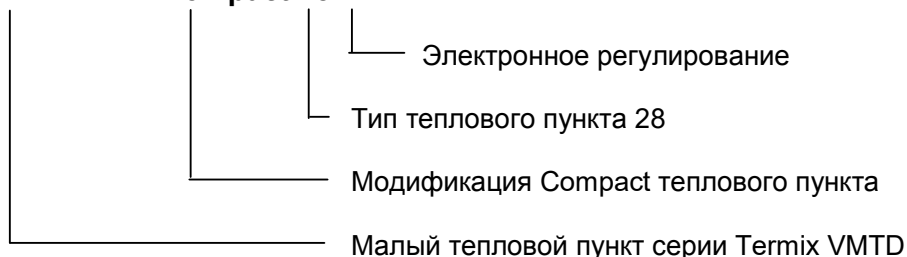 Электронное регулирование
Тип теплового пункта 28
Модификация Compact теплового пункта
Малый тепловой пункт серии Termix VMTD